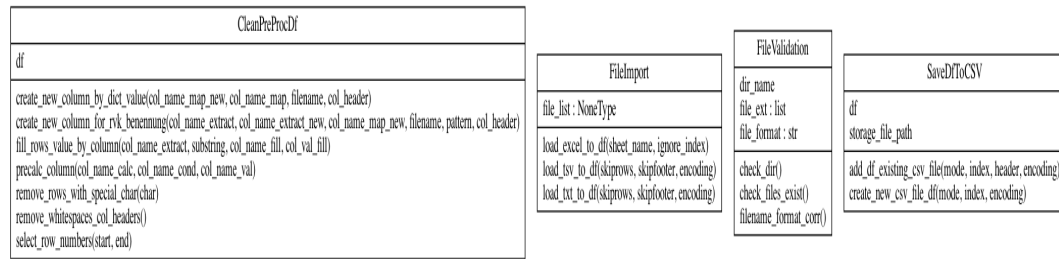 CleanPreProcDf
df
create_new_column_by_dict_value(col_name_map_new, col_name_map, filename, col_header)
create_new_column_for_rvk_benennung(col_name_extract, col_name_extract_new, col_name_map_new, filename, pattern, col_header)
fill_rows_value_by_column(col_name_extract, substring, col_name_fill, col_val_fill)
precalc_column(col_name_calc, col_name_cond, col_name_val)
remove_rows_with_special_char(char)
remove_whitespaces_col_headers()
select_row_numbers(start, end)
FileImport
file_list : NoneType
load_excel_to_df(sheet_name, ignore_index)
load_tsv_to_df(skiprows, skipfooter, encoding)
load_txt_to_df(skiprows, skipfooter, encoding)
FileValidation
dir_name
file_ext : list
file_format : str
check_dir()
check_files_exist()
filename_format_corr()
SaveDfToCSV
df
storage_file_path
add_df_existing_csv_file(mode, index, header, encoding)
create_new_csv_file_df(mode, index, encoding)